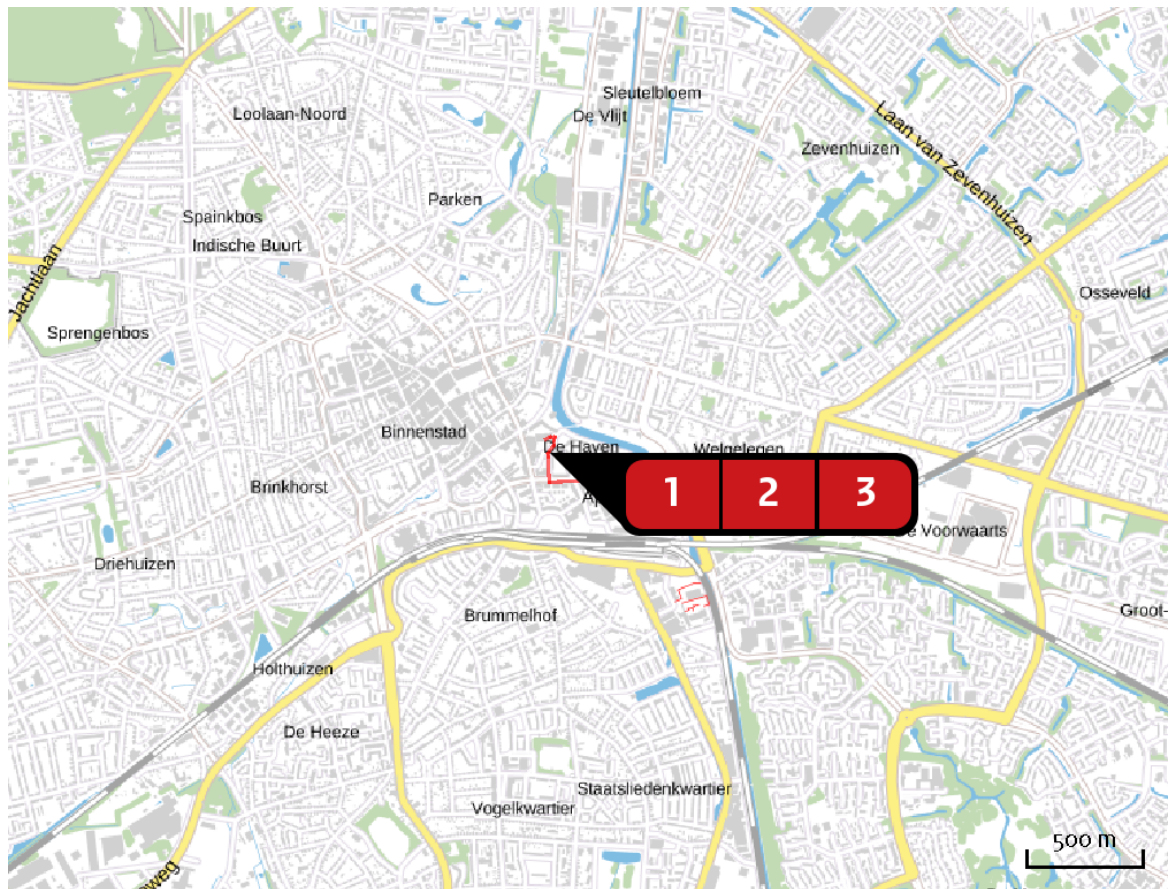 Sleutelbloem
De Vlijt
Loolaan-Noord
Laan van Zevenhuizen
Zevenhuizen
Parken
Spainkbos
Indische Buurt
Jachtlaan
Osseveld
Sprengenbos
Binnenstad
De Haven
Welgelegen
Brinkhorst
1 2 3
Voorwaarts
Driehuizen
Brummelhof
Groot-
Holthuizen
De Heeze
Staatsliedenkwartier
Vogelkwartier
500 m